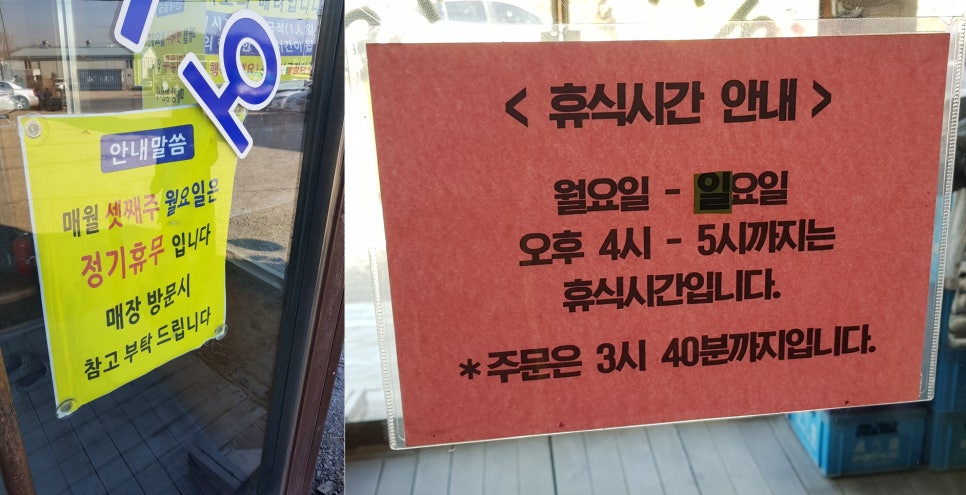 안내말씀
매월 셋째주 월요일은
정기휴무 입니다
매장 방문시
참고 부탁 드립니다
< 휴식시간 안내 >
월요일 - 일요일
오후 4시 - 5시까지는
휴식시간입니다.
*주문은 3시 40분까지입니다.